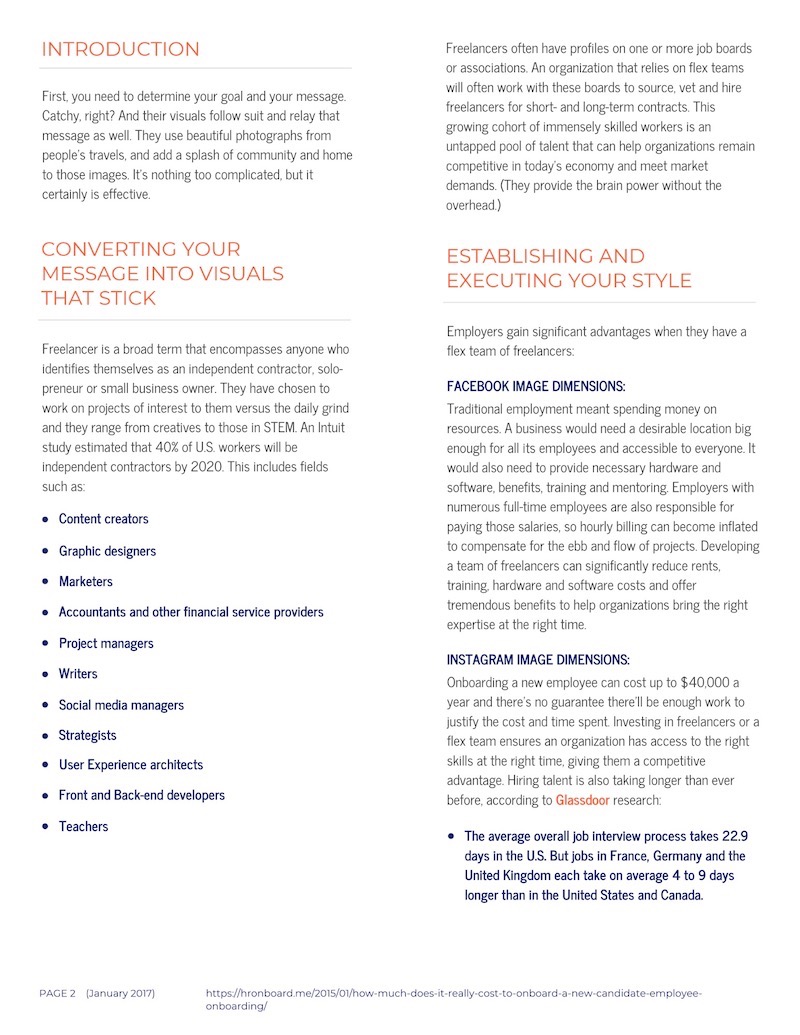 INTRODUCTION
First, you need to determine your goal and your message.
Catchy, right? And their visuals follow suit and relay that
message as well. They use beautiful photographs from
people's travels, and add a splash of community and home
to those images. It's nothing too complicated, but it
certainly is effective.
CONVERTING YOUR
MESSAGE INTO VISUALS
THAT STICK
Freelancer is a broad term that encompasses anyone who
identifies themselves as an independent contractor, solo-
preneur or small business owner. They have chosen to
work on projects of interest to them versus the daily grind
and they range from creatives to those in STEM. An Intuit
study estimated that 40% of U.S. workers will be
independent contractors by 2020. This includes fields
such as:
• Content creators
• Graphic designers
• Marketers
• Accountants and other financial service providers
• Project managers
• Writers
• Social media managers
• Strategists
• User Experience architects
• Front and Back-end developers
• Teachers
Freelancers often have profiles on one or more job boards
or associations. An organization that relies on flex teams
will often work with these boards to source, vet and hire
freelancers for short- and long-term contracts. This
growing cohort of immensely skilled workers is an
untapped pool of talent that can help organizations remain
competitive in today's economy and meet market
demands. (They provide the brain power without the
overhead.)
ESTABLISHING AND
EXECUTING YOUR STYLE
Employers gain significant advantages when they have a
flex team of freelancers:
FACEBOOK IMAGE DIMENSIONS:
Traditional employment meant spending money on
resources. A business would need a desirable location big
enough for all its employees and accessible to everyone. It
would also need to provide necessary hardware and
software, benefits, training and mentoring. Employers with
numerous full-time employees are also responsible for
paying those salaries, so hourly billing can become inflated
to compensate for the ebb and flow of projects. Developing
a team of freelancers can significantly reduce rents,
training, hardware and software costs and offer
tremendous benefits to help organizations bring the right
expertise at the right time.
INSTAGRAM IMAGE DIMENSIONS:
Onboarding a new employee can cost up to $40,000 a
year and there's no guarantee there'll be enough work to
justify the cost and time spent. Investing in freelancers or a
flex team ensures an organization has access to the right
skills at the right time, giving them a competitive
advantage. Hiring talent is also taking longer than ever
before, according to Glassdoor research:
• The average overall job interview process takes 22.9
days in the U.S. But jobs in France, Germany and the
United Kingdom each take on average 4 to 9 days
longer than in the United States and Canada.
PAGE 2 (January 2017)
https://hronboard.me/2015/01/how-much-does-it-really-cost-to-onboard-a-new-candidate-employee-
onboarding/